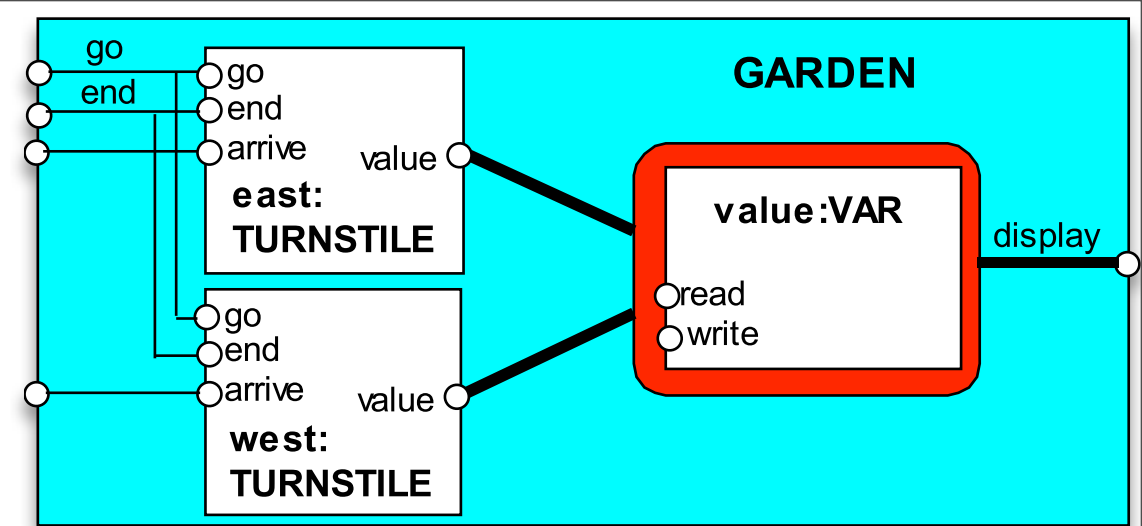 go
end
GARDEN
go
end
arrive
value
east:
TURNSTILE
value:VAR
display
read
write
go
end
arrive
value
west:
TURNSTILE